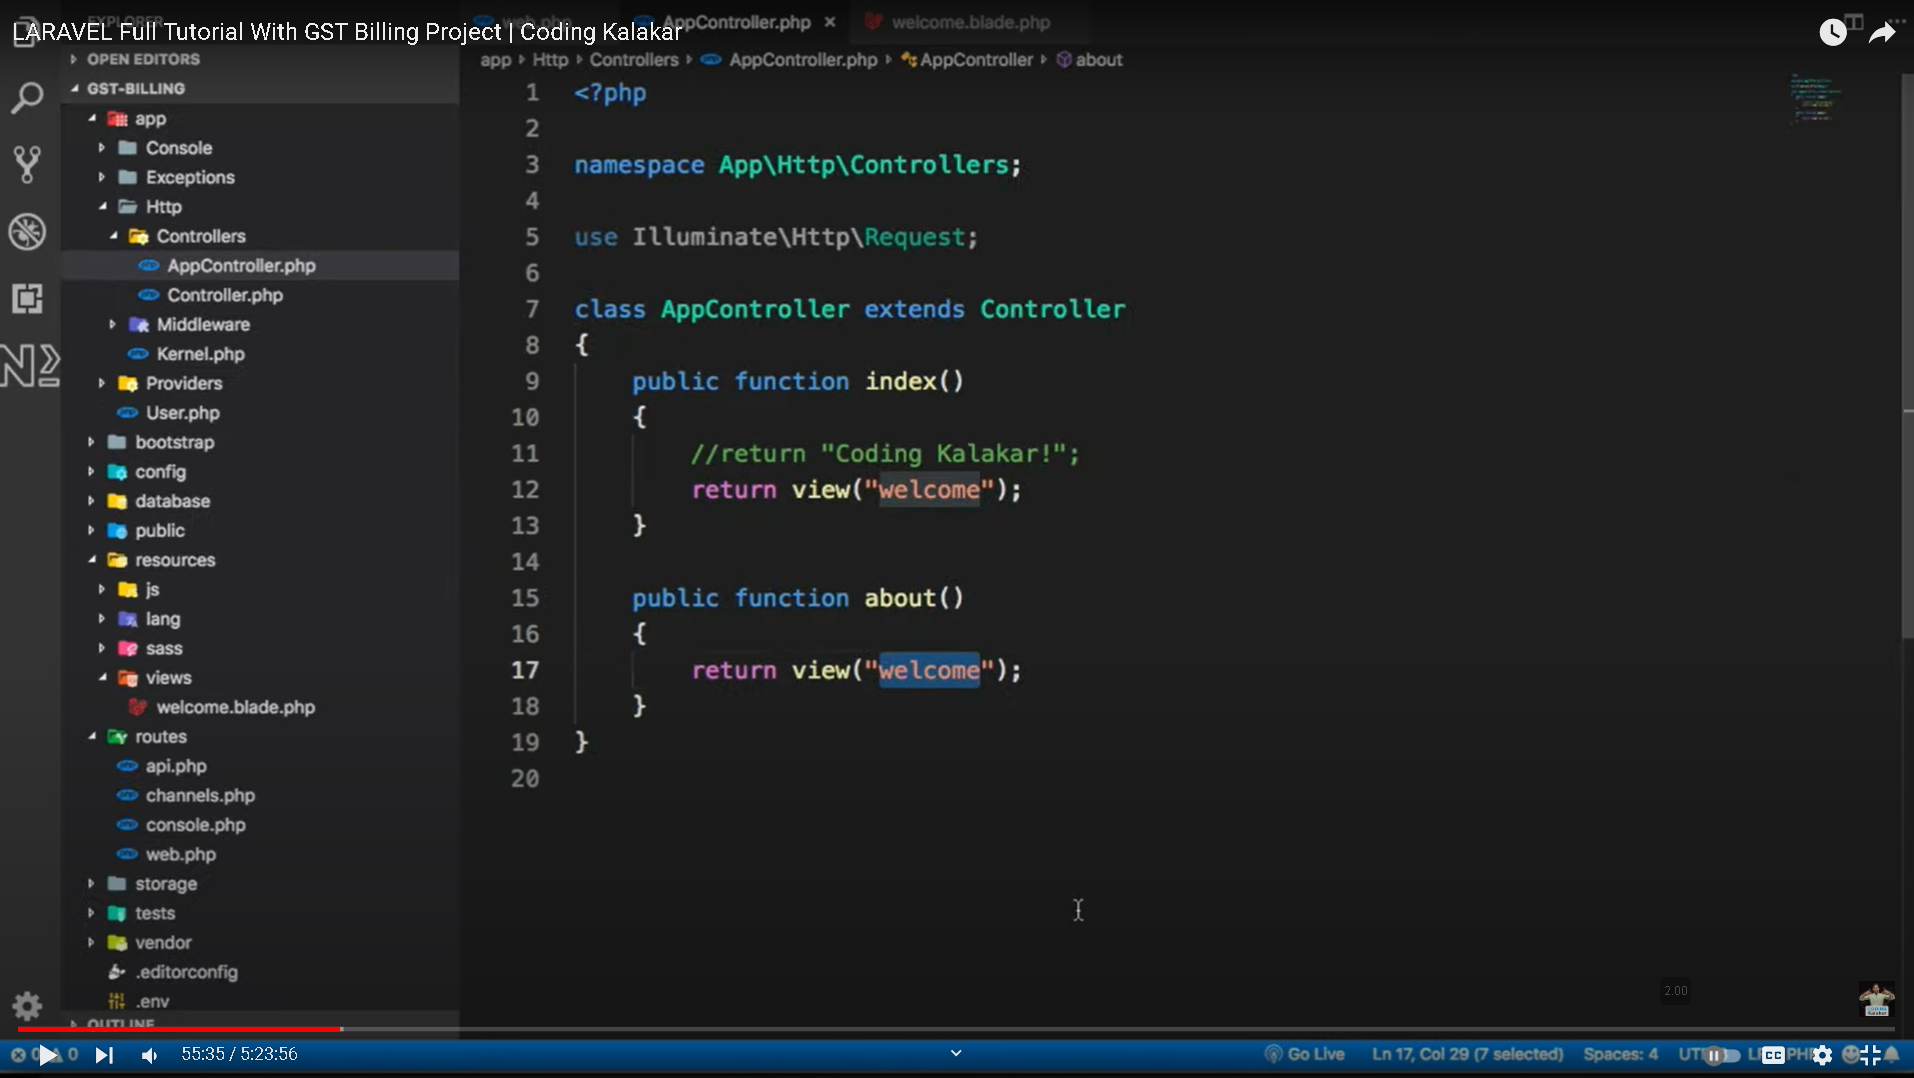 LARAVEL Full Tutorial With GST Billing Project | Coding Kalakar
AppController.php ×
welcome.blade.php
OPEN EDITORS
app Http Controllers AppController.php AppController about
GST-BILLING
app
Console
Exceptions
Http
Controllers
AppController.php
Controller.php
Middleware
Kernel.php
Providers
User.php
bootstrap
config
database
public
resources
js
lang
sass
views
welcome.blade.php
routes
api.php
channels.php
console.php
web.php
storage
tests
vendor
.editorconfig
.env
OUTLINE
1 <?php
2
3 namespace App\Http\Controllers;
4
5 use Illuminate\Http\Request;
6
7 class AppController extends Controller
8 {
9 public function index()
10 {
11 //return "Coding Kalakar!";
12 return view("welcome");
13 }
14
15 public function about()
16 {
17 return view("welcome");
18 }
19 }
20
2.00
55:35 / 5:23:56
Go Live Ln 17, Col 29 (7 selected) Spaces: 4
CC